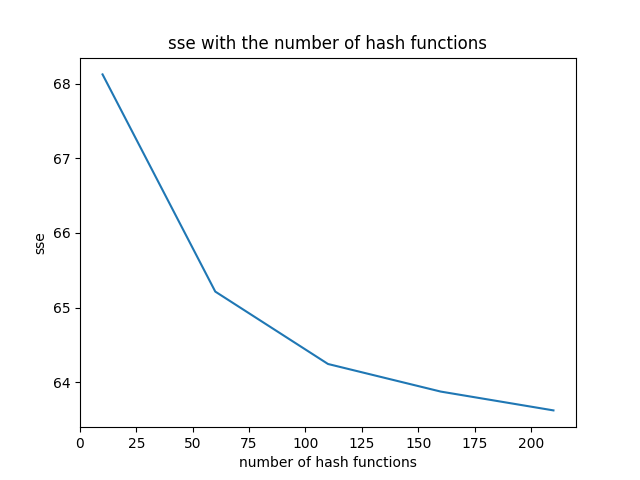 sse with the number of hash functions
68
67
66
65
64
sse
0 25 50 75 100 125 150 175 200
number of hash functions